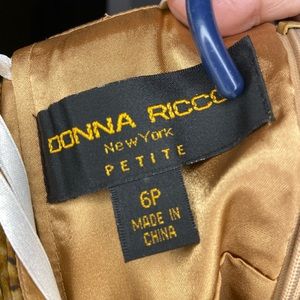 DONNA RICCO
New York
PETITE
6P
MADE IN
CHINA